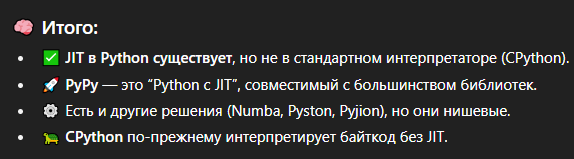 🧠 Итого:
• ✅ JIT в Python существует, но не в стандартном интерпретаторе (CPython).
• 🚀 PyPy — это “Python с JIT”, совместимый с большинством библиотек.
• ⚙️ Есть и другие решения (Numba, Pyston, Pyjion), но они нишевые.
• 🐢 CPython по-прежнему интерпретирует байткод без JIT.